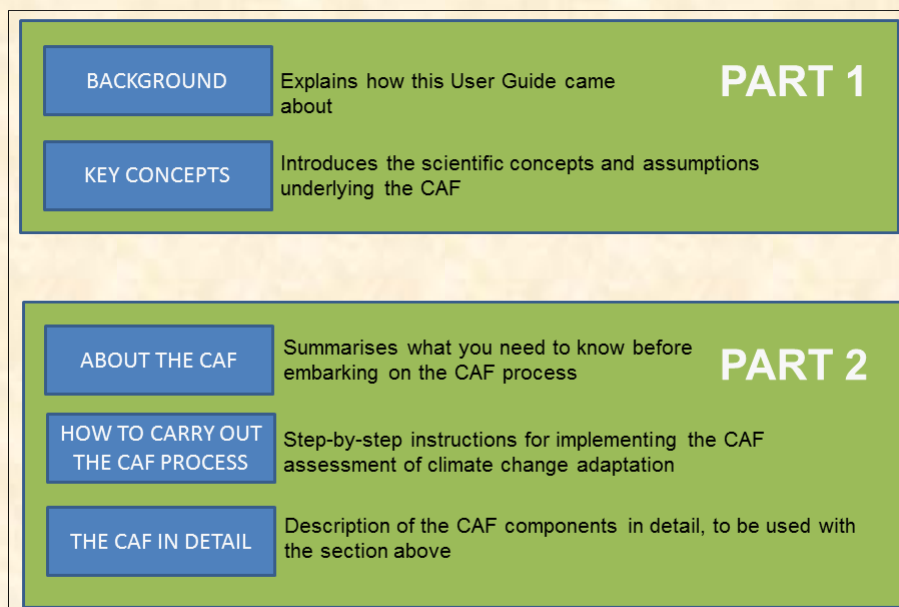 PART 1
BACKGROUND
Explains how this User Guide came
about
KEY CONCEPTS
Introduces the scientific concepts and assumptions
underlying the CAF
PART 2
ABOUT THE CAF
Summarises what you need to know before
embarking on the CAF process
HOW TO CARRY OUT
THE CAF PROCESS
Step-by-step instructions for implementing the CAF
assessment of climate change adaptation
THE CAF IN DETAIL
Description of the CAF components in detail, to be used with
the section above